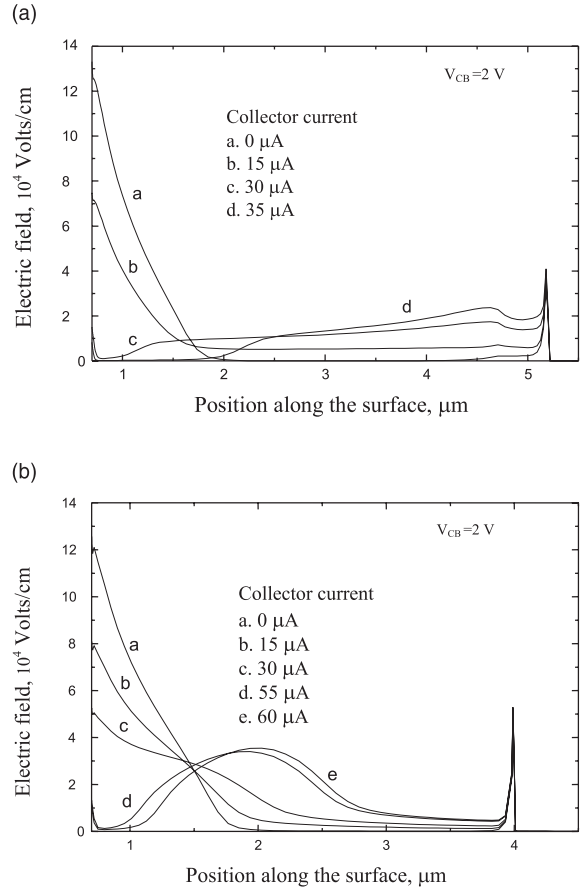 (a)
14
12
10
8
6
4
2
0
Electric field, 10⁴ Volts/cm
V_CB=2 V
Collector current
a. 0 μA
b. 15 μA
c. 30 μA
d. 35 μA
a
b
c
d
1
2
3
4
5
Position along the surface, μm
(b)
14
12
10
8
6
4
2
0
Electric field, 10⁴ Volts/cm
V_CB=2 V
Collector current
a. 0 μA
b. 15 μA
c. 30 μA
d. 55 μA
e. 60 μA
a
b
c
d
e
1
2
3
4
Position along the surface, μm